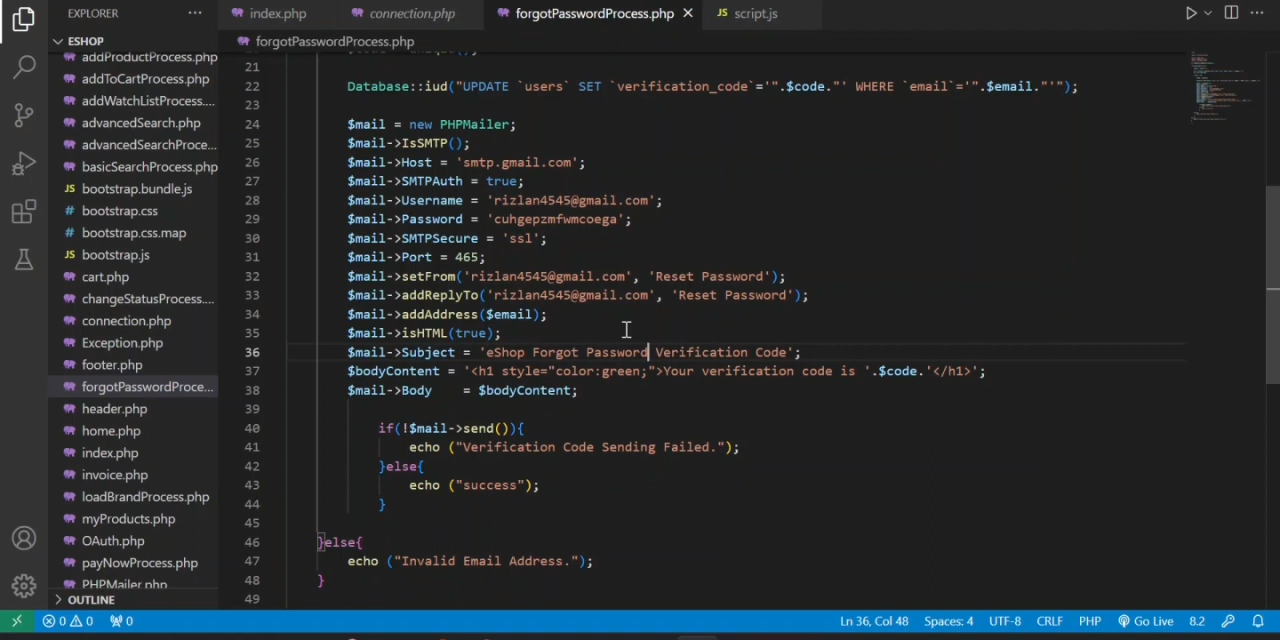 EXPLORER
index.php
connection.php
forgotPasswordProcess.php
JS script.js
ESHOP
forgotPasswordProcess.php
addProductProcess.php
addToCartProcess.php
addWatchListProcess....
advancedSearch.php
advancedSearchProce...
basicSearchProcess.php
JS bootstrap.bundle.js
# bootstrap.css
# bootstrap.css.map
JS bootstrap.js
cart.php
changeStatusProcess....
connection.php
Exception.php
footer.php
forgotPasswordProce...
header.php
home.php
index.php
invoice.php
loadBrandProcess.php
myProducts.php
OAuth.php
payNowProcess.php
PHPMailer.php
OUTLINE
21
22 Database::iud("UPDATE `users` SET `verification_code`='".$code."' WHERE `email`='".$email."'");
23
24 $mail = new PHPMailer;
25 $mail->IsSMTP();
26 $mail->Host = 'smtp.gmail.com';
27 $mail->SMTPAuth = true;
28 $mail->Username = 'rizlan4545@gmail.com';
29 $mail->Password = 'cuhgepzmfwmcoega';
30 $mail->SMTPSecure = 'ssl';
31 $mail->Port = 465;
32 $mail->setFrom('rizlan4545@gmail.com', 'Reset Password');
33 $mail->addReplyTo('rizlan4545@gmail.com', 'Reset Password');
34 $mail->addAddress($email);
35 $mail->isHTML(true);
36 $mail->Subject = 'eShop Forgot Password Verification Code';
37 $bodyContent = '<h1 style="color:green;">Your verification code is '.$code.'</h1>';
38 $mail->Body    = $bodyContent;
39
40 if(!$mail->send()){
41 echo ("Verification Code Sending Failed.");
42 }else{
43 echo ("success");
44 }
45
46 }else{
47 echo ("Invalid Email Address.");
48 }
49
0 0 0 Ln 36, Col 48 Spaces: 4 UTF-8 CRLF PHP Go Live 8.2